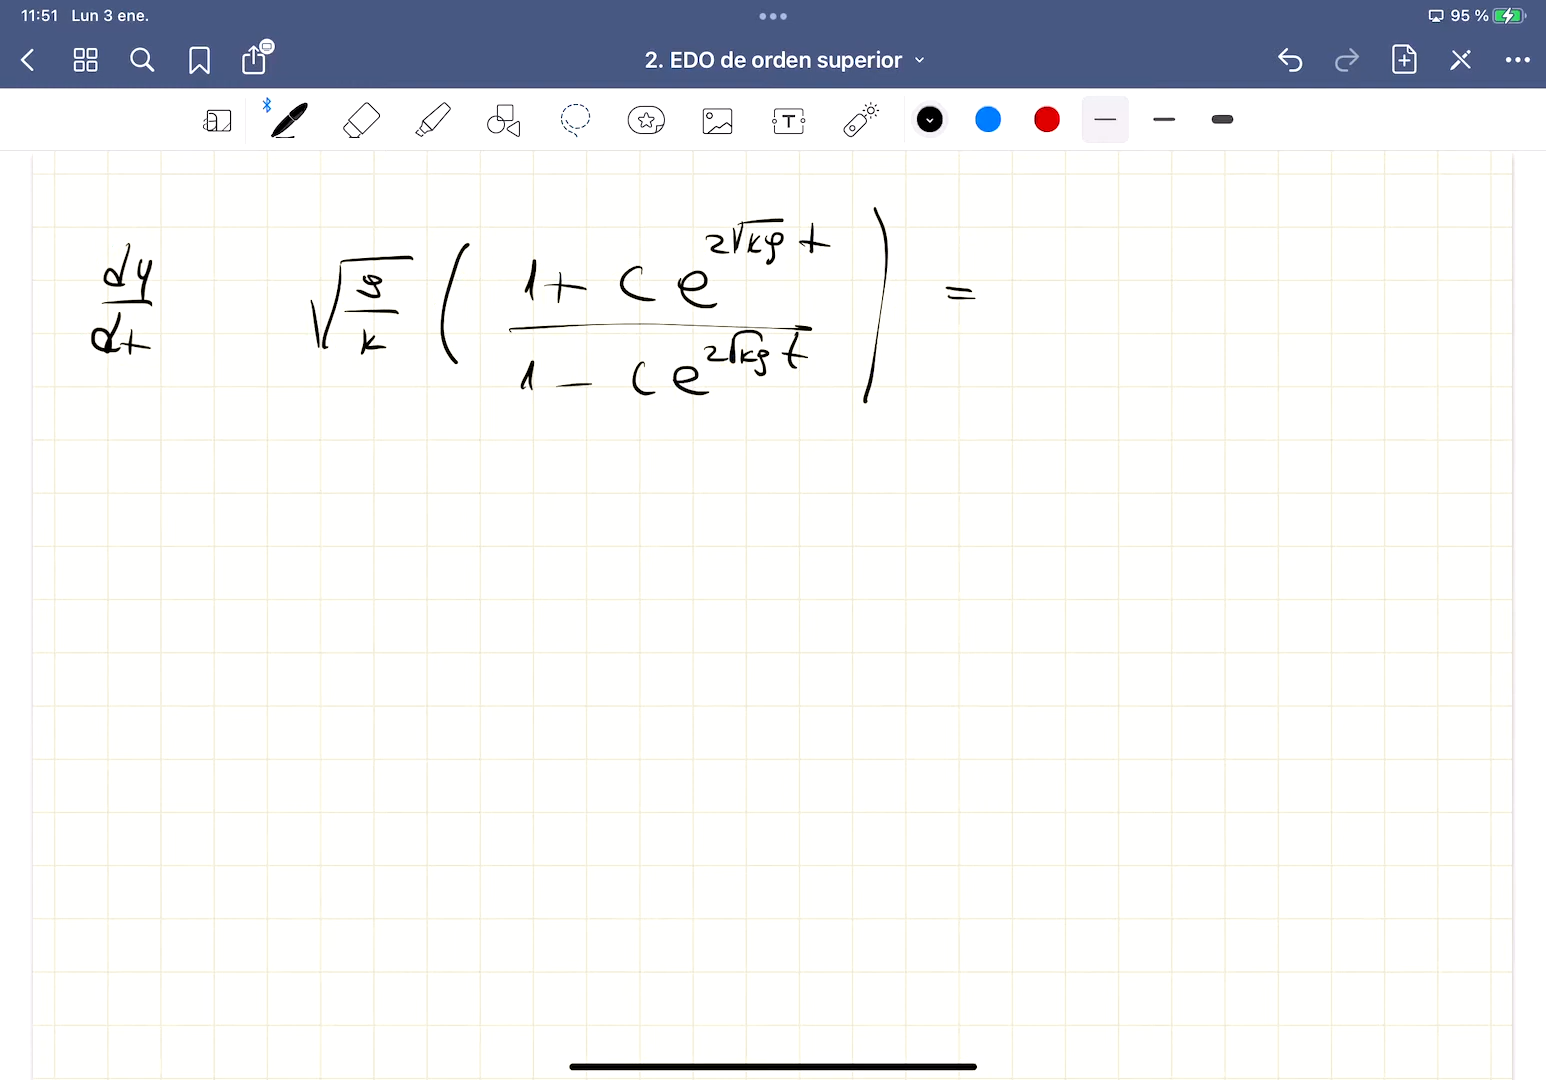 11:51 Lun 3 ene. 95 %
2. EDO de orden superior
T
dy/dt √(g/k) ( (1 + C e^(2√(kg) t)) / (1 - C e^(2√(kg) t)) ) =